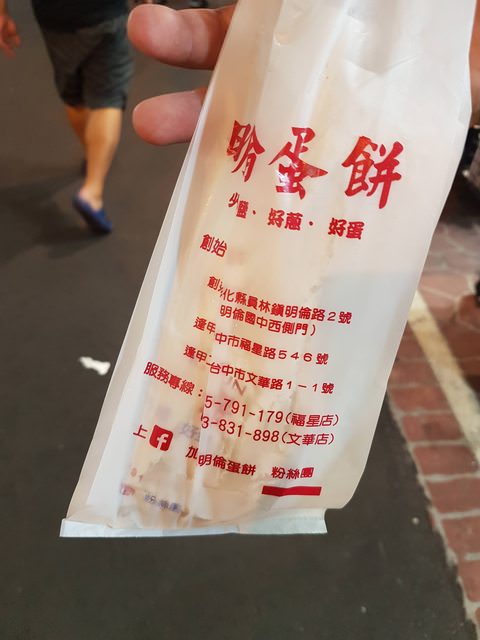 明 蛋 餅
少鹽、好蔥、好蛋
創始
創 化縣員林鎮明倫路2號
明倫國中西側門)
逢甲 中市福星路546號
逢甲 台中市文華路1-1號
服務專線:
5-791-179(福星店)
3-831-898(文華店)
上 f 加明倫蛋餅 粉絲團